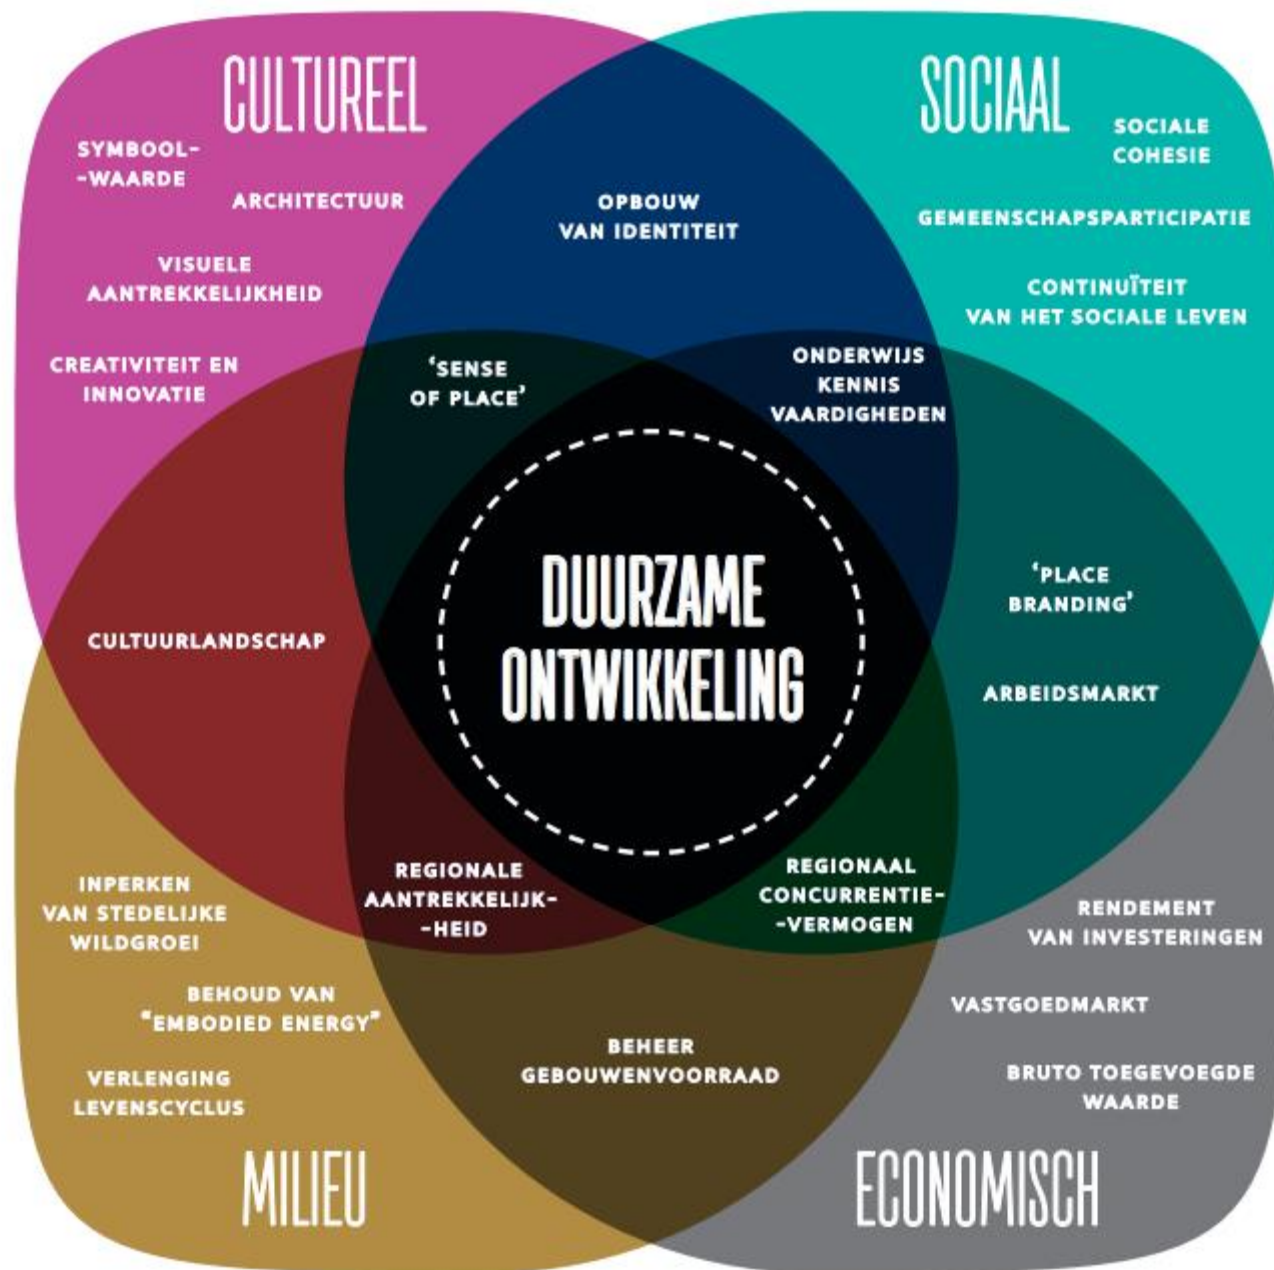 CULTUREEL
SYMBOOL-
-WAARDE
ARCHITECTUUR
VISUELE
AANTREKKELIJKHEID
CREATIVITEIT EN
INNOVATIE
OPBOUW
VAN IDENTITEIT
SOCIAAL
SOCIALE
COHESIE
GEMEENSCHAPSPARTICIPATIE
CONTINUÏTEIT
VAN HET SOCIALE LEVEN
‘SENSE
OF PLACE’
ONDERWIJS
KENNIS
VAARDIGHEDEN
CULTUURLANDSCHAP
DUURZAME
ONTWIKKELING
‘PLACE
BRANDING’
ARBEIDSMARKT
REGIONALE
AANTREKKELIJK-
-HEID
REGIONAAL
CONCURRENTIE-
-VERMOGEN
INPERKEN
VAN STEDELIJKE
WILDGROEI
BEHOUD VAN
"EMBODIED ENERGY"
VERLENGING
LEVENSCYCLUS
MILIEU
BEHEER
GEBOUWENVOORRAAD
RENDEMENT
VAN INVESTERINGEN
VASTGOEDMARKT
BRUTO TOEGEVOEGDE
WAARDE
ECONOMISCH